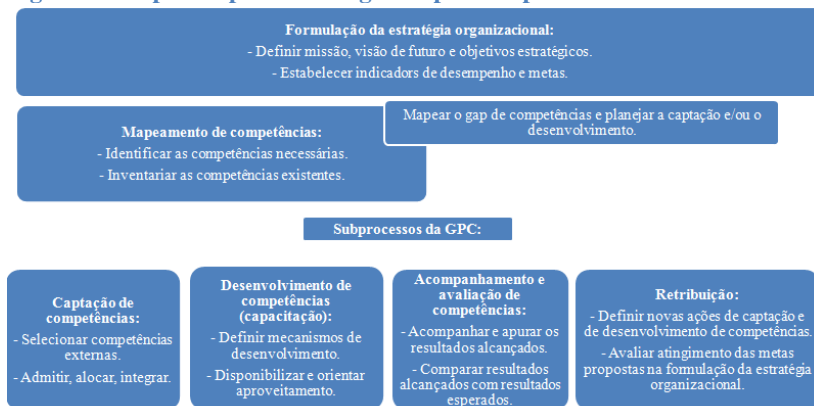 Formulação da estratégia organizacional:
- Definir missão, visão de futuro e objetivos estratégicos.
- Estabelecer indicadors de desempenho e metas.
Mapeamento de competências:
- Identificar as competências necessárias.
- Inventariar as competências existentes.
Mapear o gap de competências e planejar a captação e/ou o
desenvolvimento.
Subprocessos da GPC:
Captação de
competências:
- Selecionar competências
externas.
- Admitir, alocar, integrar.
Desenvolvimento de
competências
(capacitação):
- Definir mecanismos de
desenvolvimento.
- Disponibilizar e orientar
aproveitamento.
Acompanhamento e
avaliação de
competências:
- Acompanhar e apurar os
resultados alcançados.
- Comparar resultados
alcançados com resultados
esperados.
Retribuição:
- Definir novas ações de captação e
de desenvolvimento de competências.
- Avaliar atingimento das metas
propostas na formulação da estratégia
organizacional.